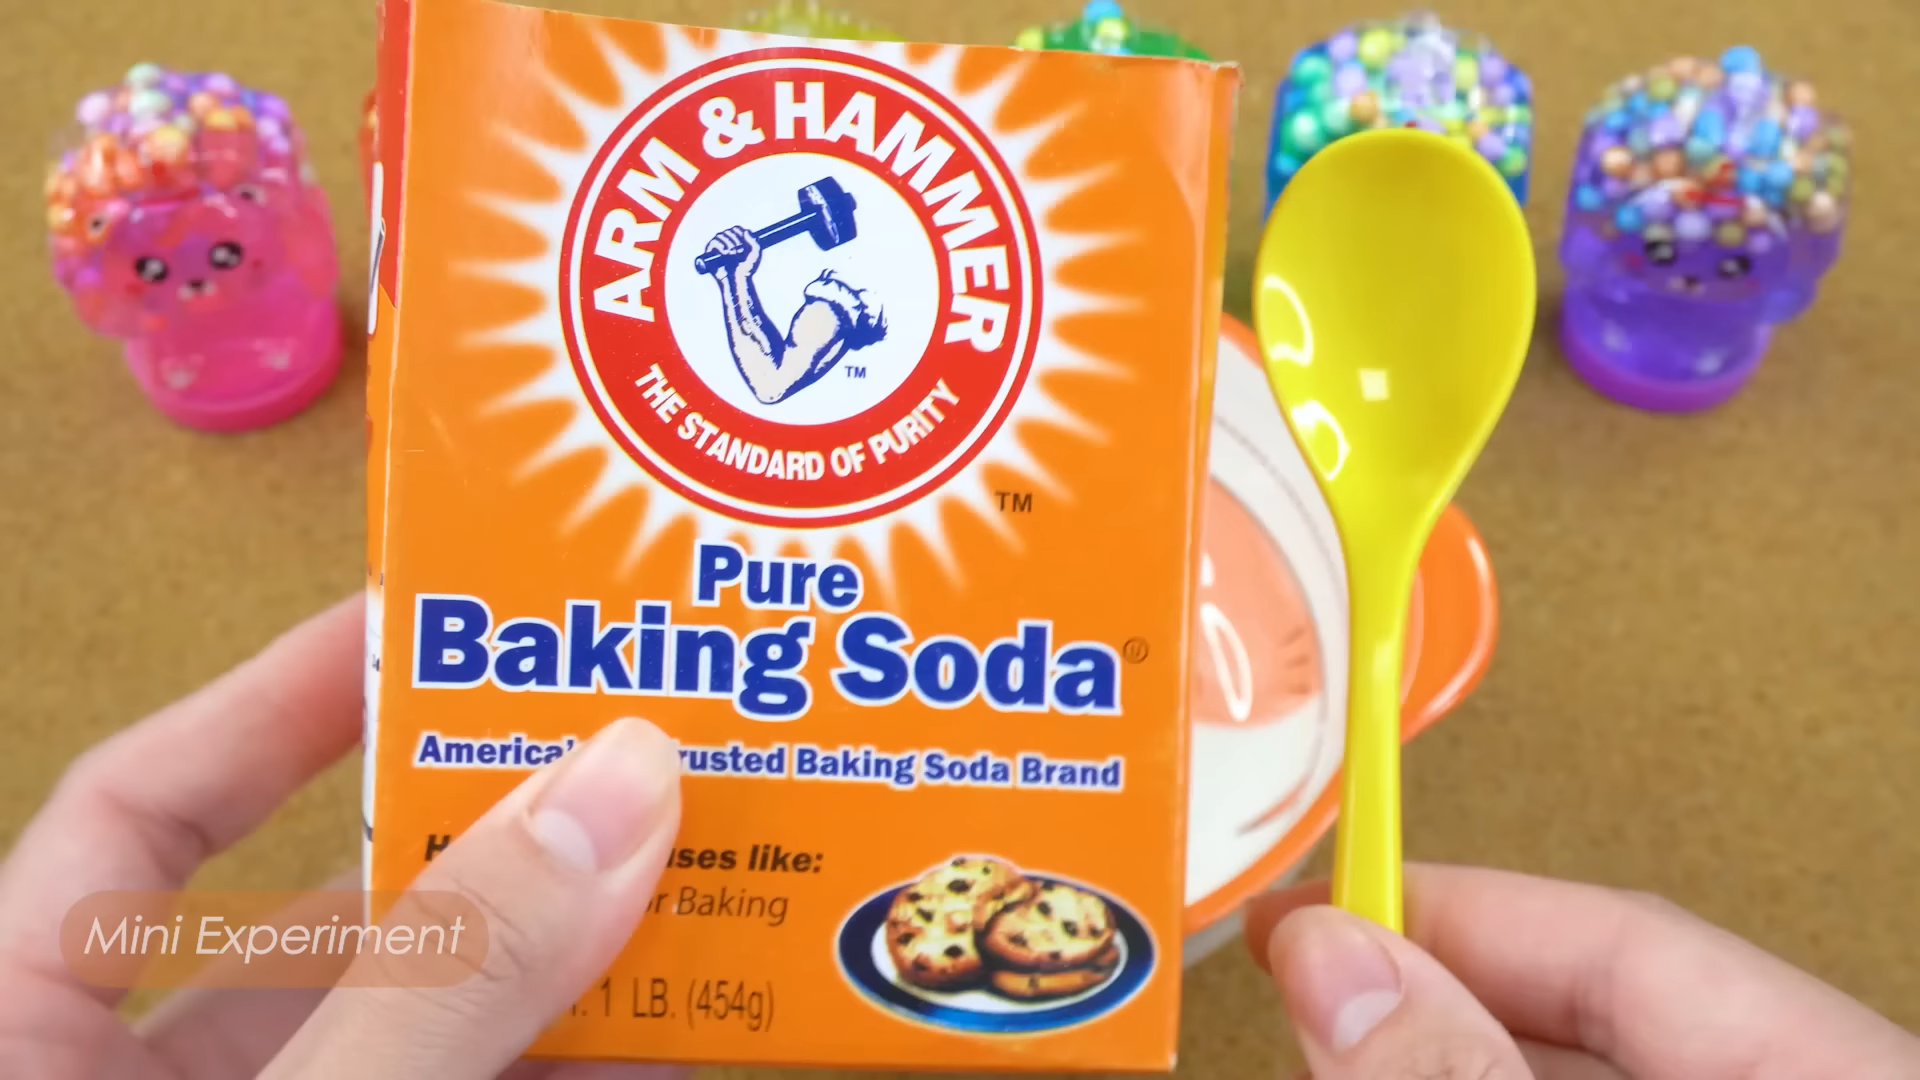 ARM & HAMMER
THE STANDARD OF PURITY
TM
TM
Pure
Baking Soda
America' rusted Baking Soda Brand
uses like:
Baking
1 LB. (454g)
Mini Experiment